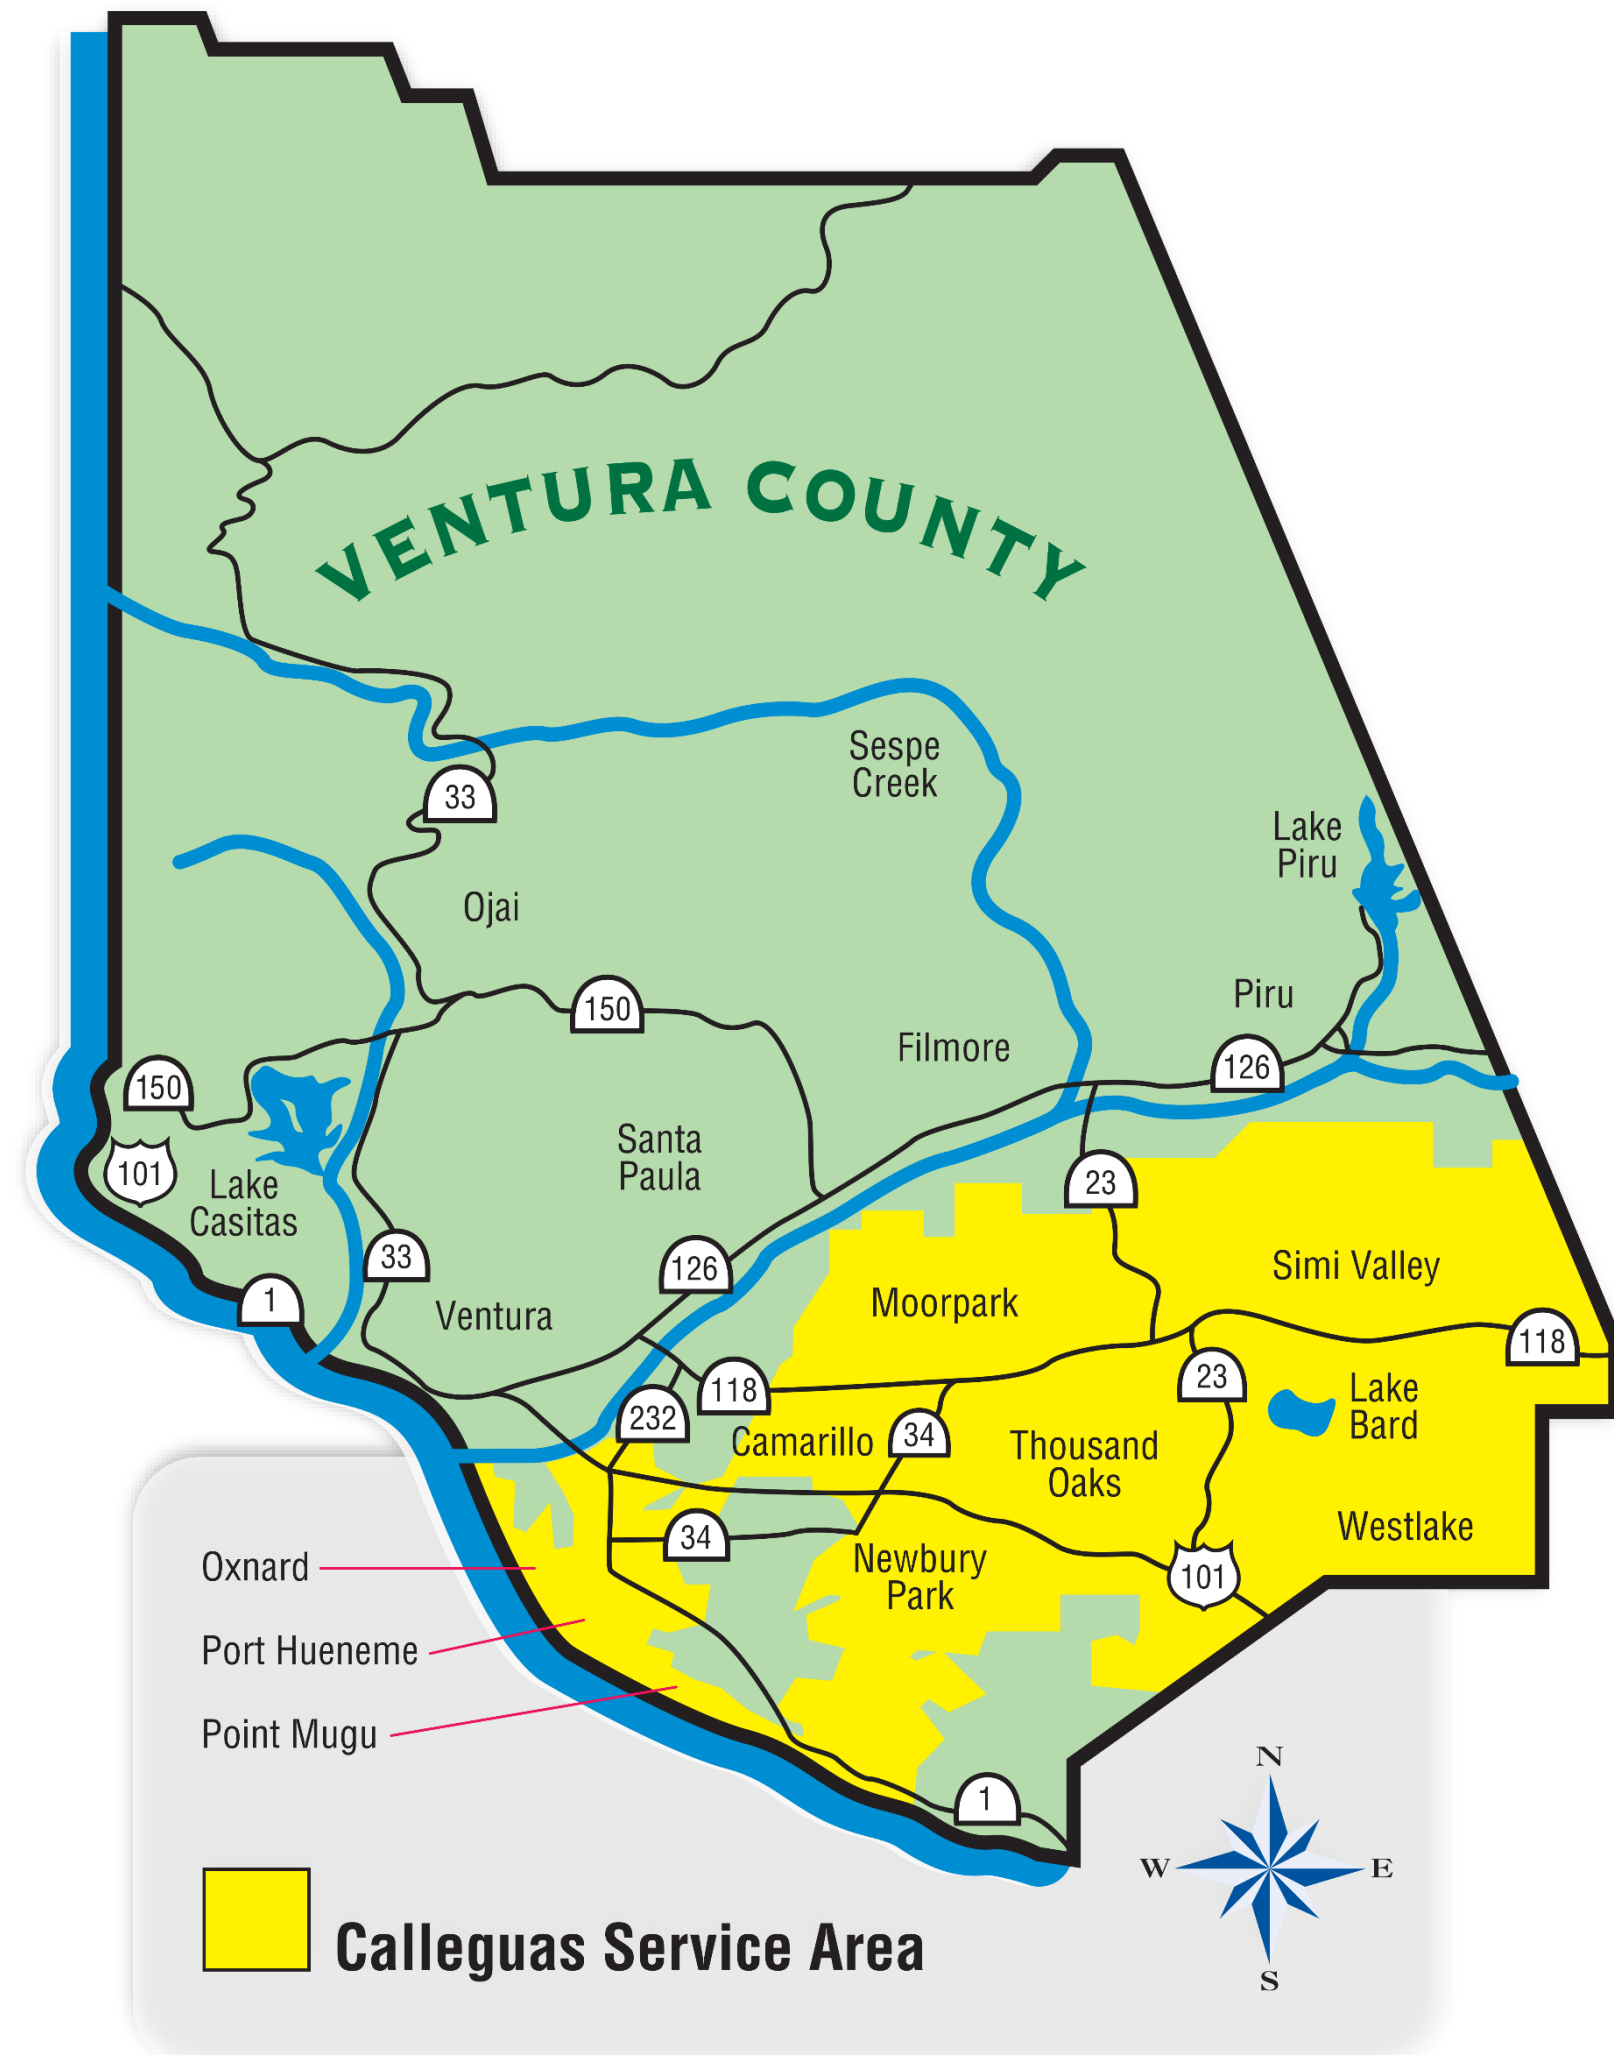 VENTURA COUNTY
Sespe
Creek
33
Lake
Piru
Ojai
Piru
150
Filmore
126
150
Santa
Paula
101
Lake
Casitas
23
33
126
Simi Valley
1
Moorpark
Ventura
118
118
23
232
Lake
Bard
Camarillo
34
Thousand
Oaks
Westlake
34
Oxnard
Newbury
Park
101
Port Hueneme
Point Mugu
1
N
W
E
S
Calleguas Service Area